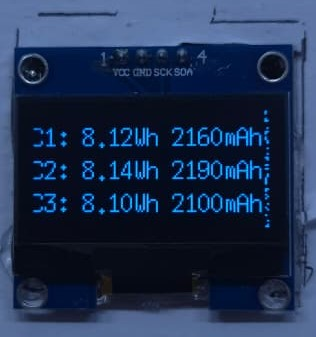 1 4
VCC GND SCK SDA
C1: 8.12Wh 2160mAh
C2: 8.14Wh 2190mAh
C3: 8.10Wh 2100mAh